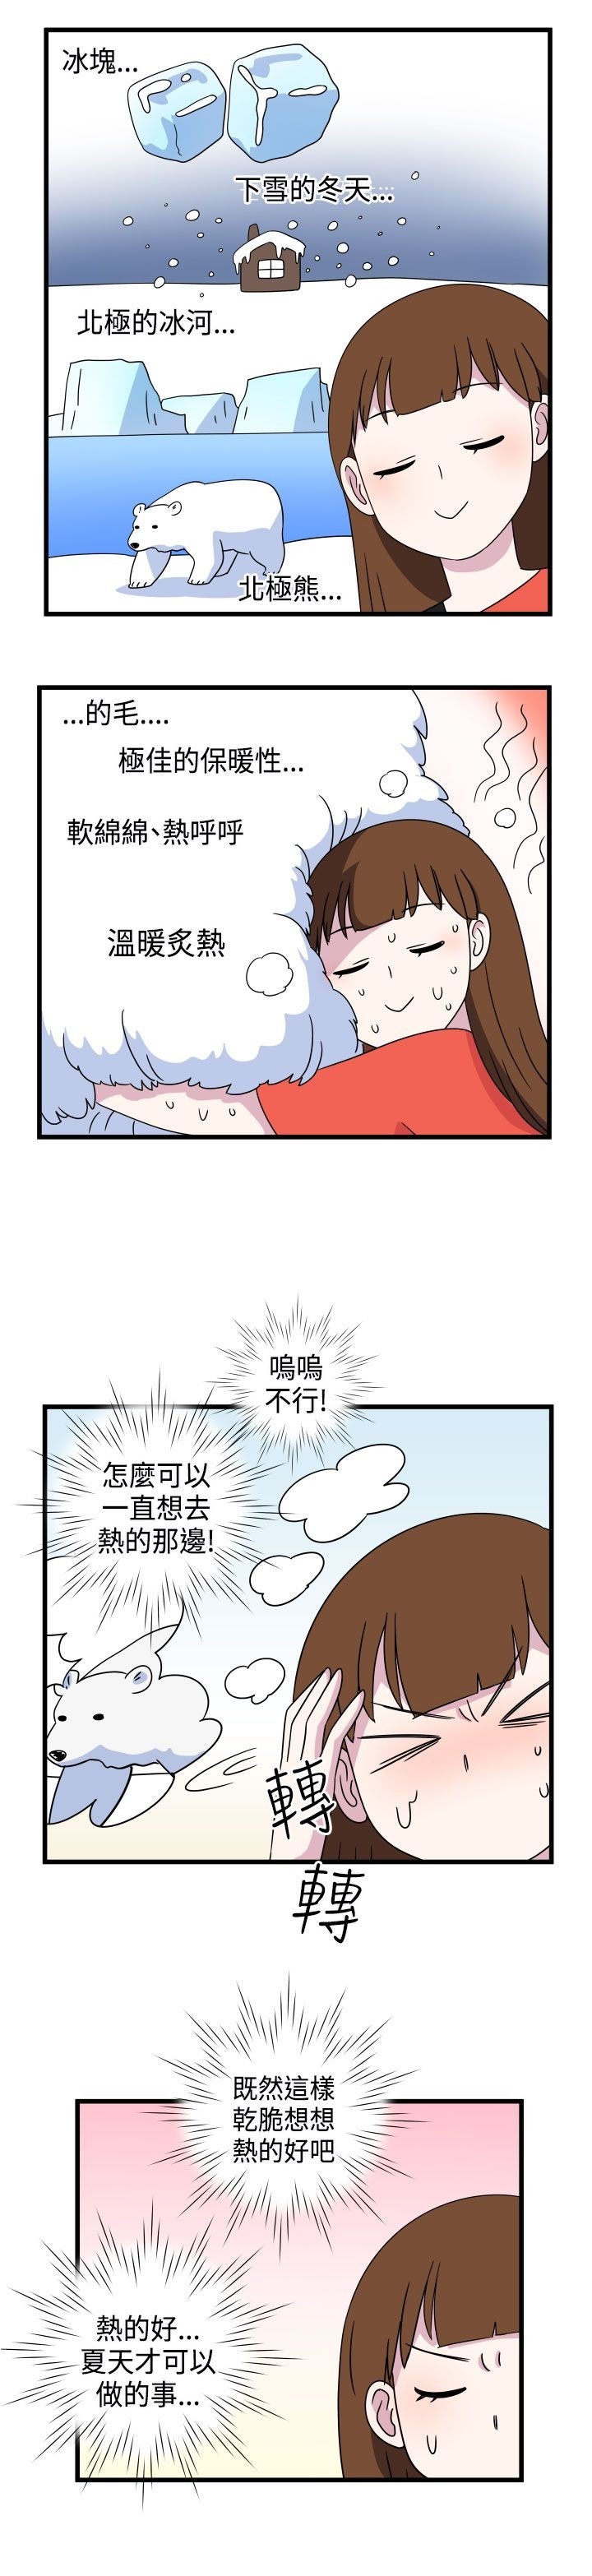 冰塊...
下雪的冬天...
北極的冰河...
北極熊...
...的毛....
極佳的保暖性...
軟綿綿、熱呼呼
溫暖炙熱
嗚嗚
不行!
怎麼可以
一直想去
熱的那邊!
轉
轉
既然這樣
乾脆想想
熱的好吧
熱的好...
夏天才可以
做的事...